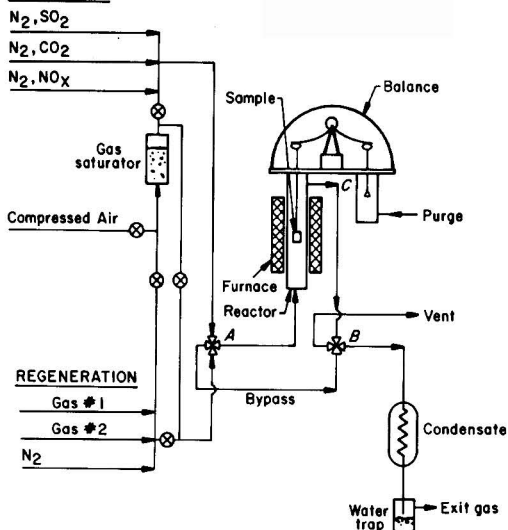 N2,SO2
N2,CO2
N2,NOX
Sample
Balance
Gas
saturator
C
Compressed Air
Purge
Furnace
Reactor
A
B
Vent
REGENERATION
Gas #1
Bypass
Gas #2
Condensate
N2
Water
trap
Exit gas